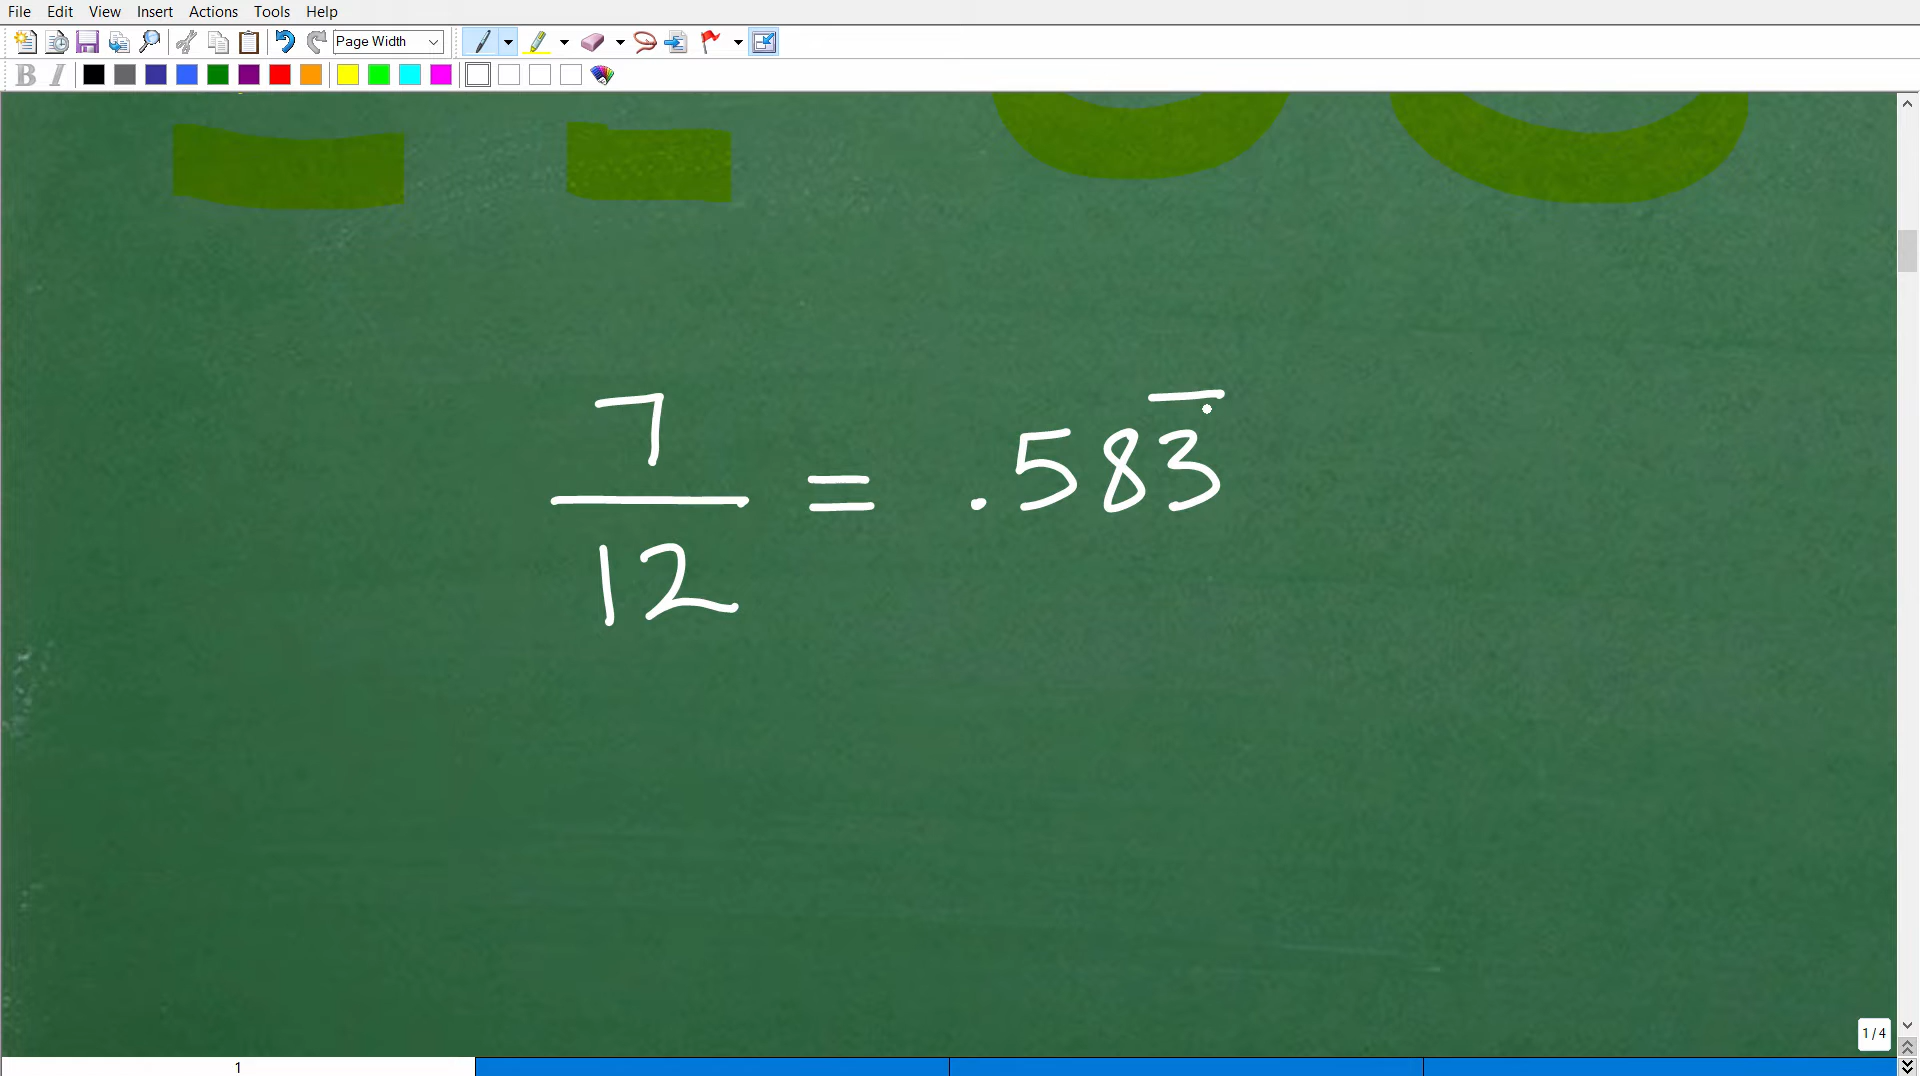 File Edit View Insert Actions Tools Help
Page Width
B I
7/12 = .583̅
1 / 4
1